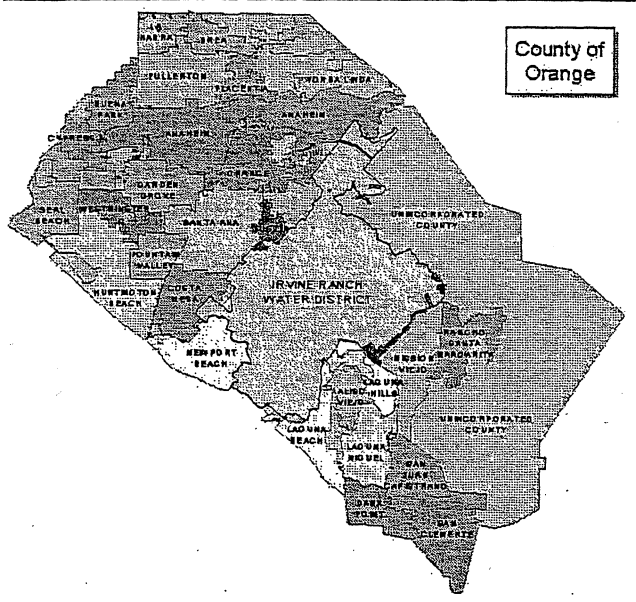 County of
Orange
LA HABRA
BREA
FULLERTON
PLACENTIA
YORBA LINDA
BUENA
PARK
ANAHEIM
ANAHEIM
CYPRESS
ORANGE
GARDEN
GROVE
SEAL
BEACH
WESTMINSTER
SANTA ANA
UNINCORPORATED
COUNTY
FOUNTAIN
VALLEY
HUNTINGTON
BEACH
COSTA
MESA
IRVINE RANCH
WATER DISTRICT
NEWPORT
BEACH
RANCHO
SANTA
MARGARITA
MISSION
VIEJO
LAGUNA
HILLS
ALISO
VIEJO
LAGUNA
BEACH
LAGUNA
NIGUEL
UNINCORPORATED
COUNTY
SAN
JUAN
CAPISTRANO
DANA
POINT
SAN
CLEMENTE